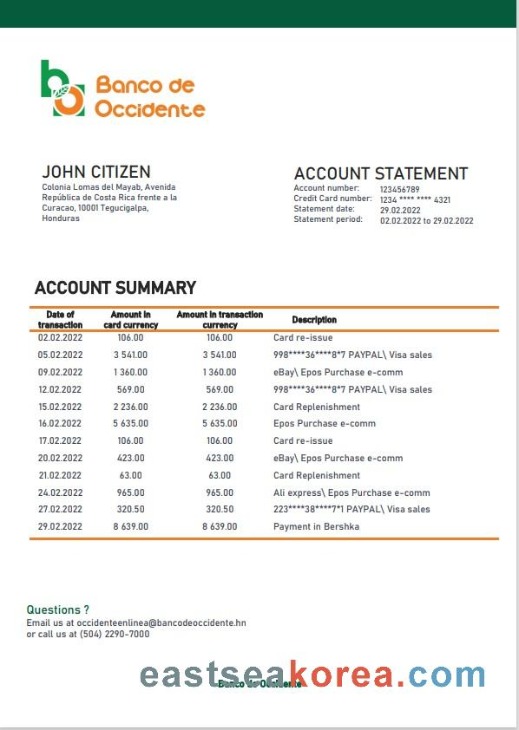 Banco de
Occidente
JOHN CITIZEN
Colonia Lomas del Mayab, Avenida
República de Costa Rica frente a la
Curacao, 10001 Tegucigalpa,
Honduras
ACCOUNT STATEMENT
Account number: 123456789
Credit Card number: 1234 **** **** 4321
Statement date: 29.02.2022
Statement period: 02.02.2022 to 29.02.2022
ACCOUNT SUMMARY
Date of transaction Amount in card currency Amount in transaction currency Description
02.02.2022 106.00 106.00 Card re-issue
05.02.2022 3 541.00 3 541.00 998****36****8*7 PAYPAL\ Visa sales
09.02.2022 1 360.00 1 360.00 eBay\ Epos Purchase e-comm
12.02.2022 569.00 569.00 998****36****8*7 PAYPAL\ Visa sales
15.02.2022 2 236.00 2 236.00 Card Replenishment
16.02.2022 5 635.00 5 635.00 Epos Purchase e-comm
17.02.2022 106.00 106.00 Card re-issue
20.02.2022 423.00 423.00 eBay\ Epos Purchase e-comm
21.02.2022 63.00 63.00 Card Replenishment
24.02.2022 965.00 965.00 Ali express\ Epos Purchase e-comm
27.02.2022 320.50 320.50 223****38****7*1 PAYPAL\ Visa sales
29.02.2022 8 639.00 8 639.00 Payment in Bershka
Questions ?
Email us at occidenteenlinea@bancodeoccidente.hn
or call us at (504) 2290-7000
eastseakorea.com
Banco de Occidente